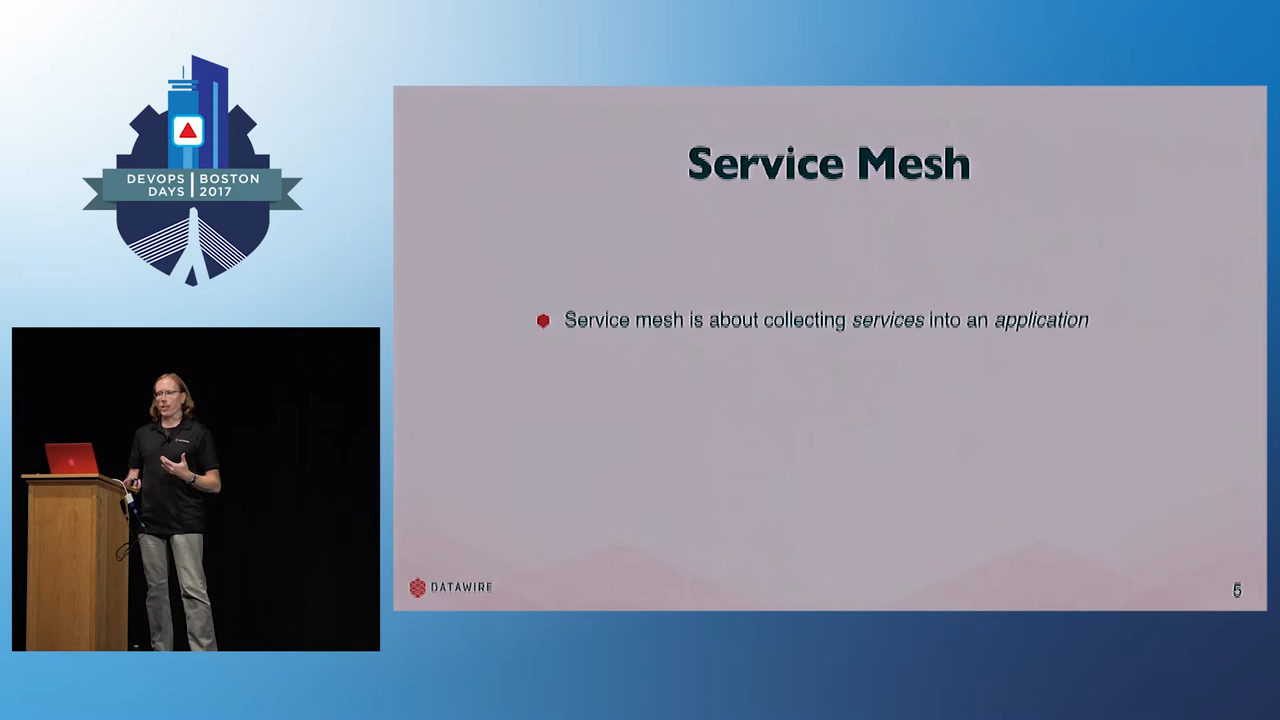 DEVOPS | BOSTON
DAYS | 2017
Service Mesh
Service mesh is about collecting services into an application
DATAWIRE
5